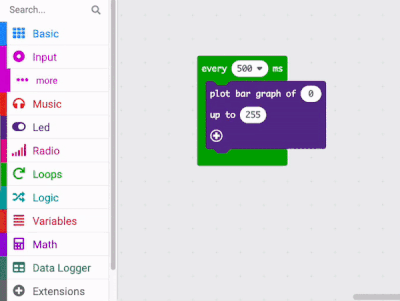 Search...
Basic
Input
more
Music
Led
Radio
Loops
Logic
Variables
Math
Data Logger
Extensions
every 500 ms
plot bar graph of 0
up to 255